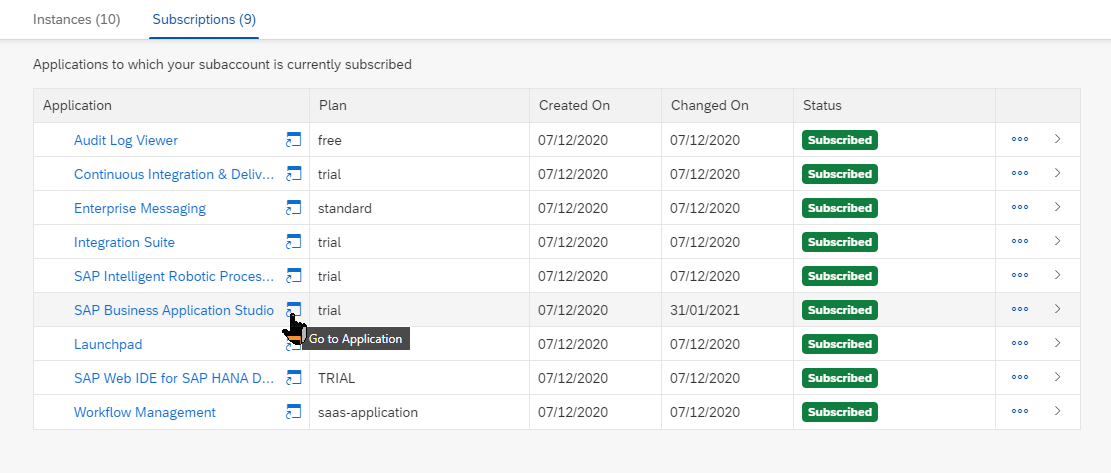 Instances (10) Subscriptions (9)
Applications to which your subaccount is currently subscribed
Application Plan Created On Changed On Status
Audit Log Viewer free 07/12/2020 07/12/2020 Subscribed
Continuous Integration & Deliv... trial 07/12/2020 07/12/2020 Subscribed
Enterprise Messaging standard 07/12/2020 07/12/2020 Subscribed
Integration Suite trial 07/12/2020 07/12/2020 Subscribed
SAP Intelligent Robotic Proces... trial 07/12/2020 07/12/2020 Subscribed
SAP Business Application Studio trial 07/12/2020 31/01/2021 Subscribed
Go to Application
Launchpad 07/12/2020 07/12/2020 Subscribed
SAP Web IDE for SAP HANA D... TRIAL 07/12/2020 07/12/2020 Subscribed
Workflow Management saas-application 07/12/2020 07/12/2020 Subscribed